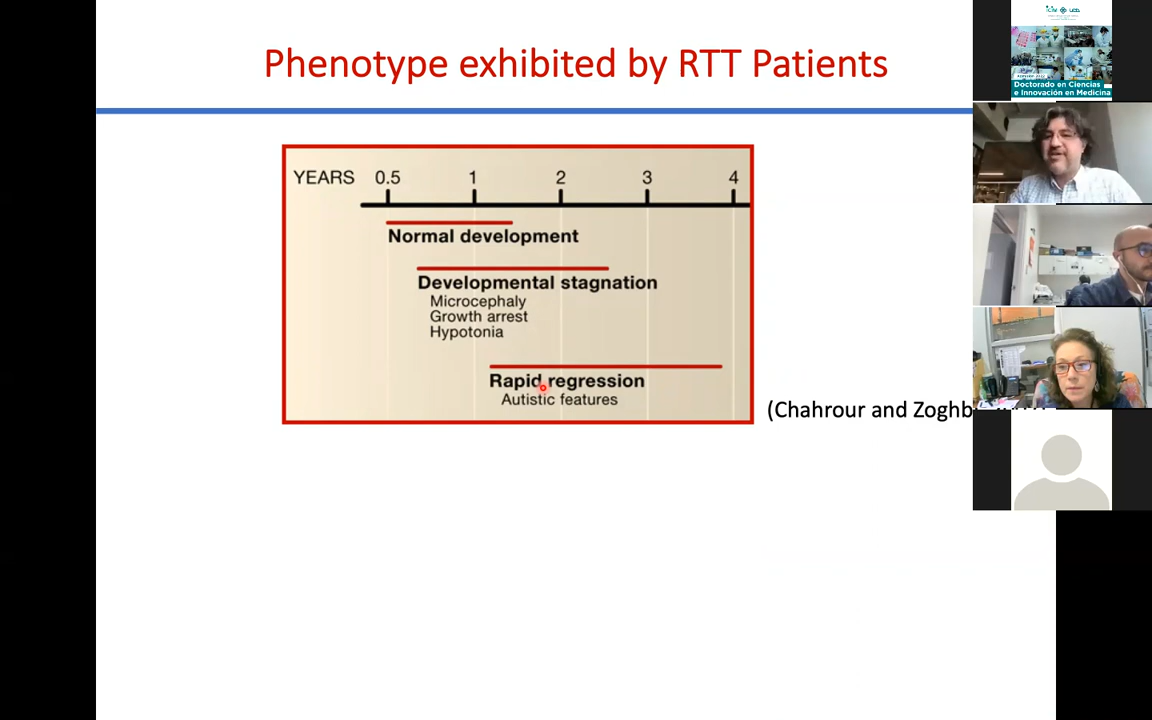 Phenotype exhibited by RTT Patients
YEARS 0.5 1 2 3 4
Normal development
Developmental stagnation
Microcephaly
Growth arrest
Hypotonia
Rapid regression
Autistic features
(Chahrour and Zoghb
Doctorado en Ciencias
e Innovación en Medicina